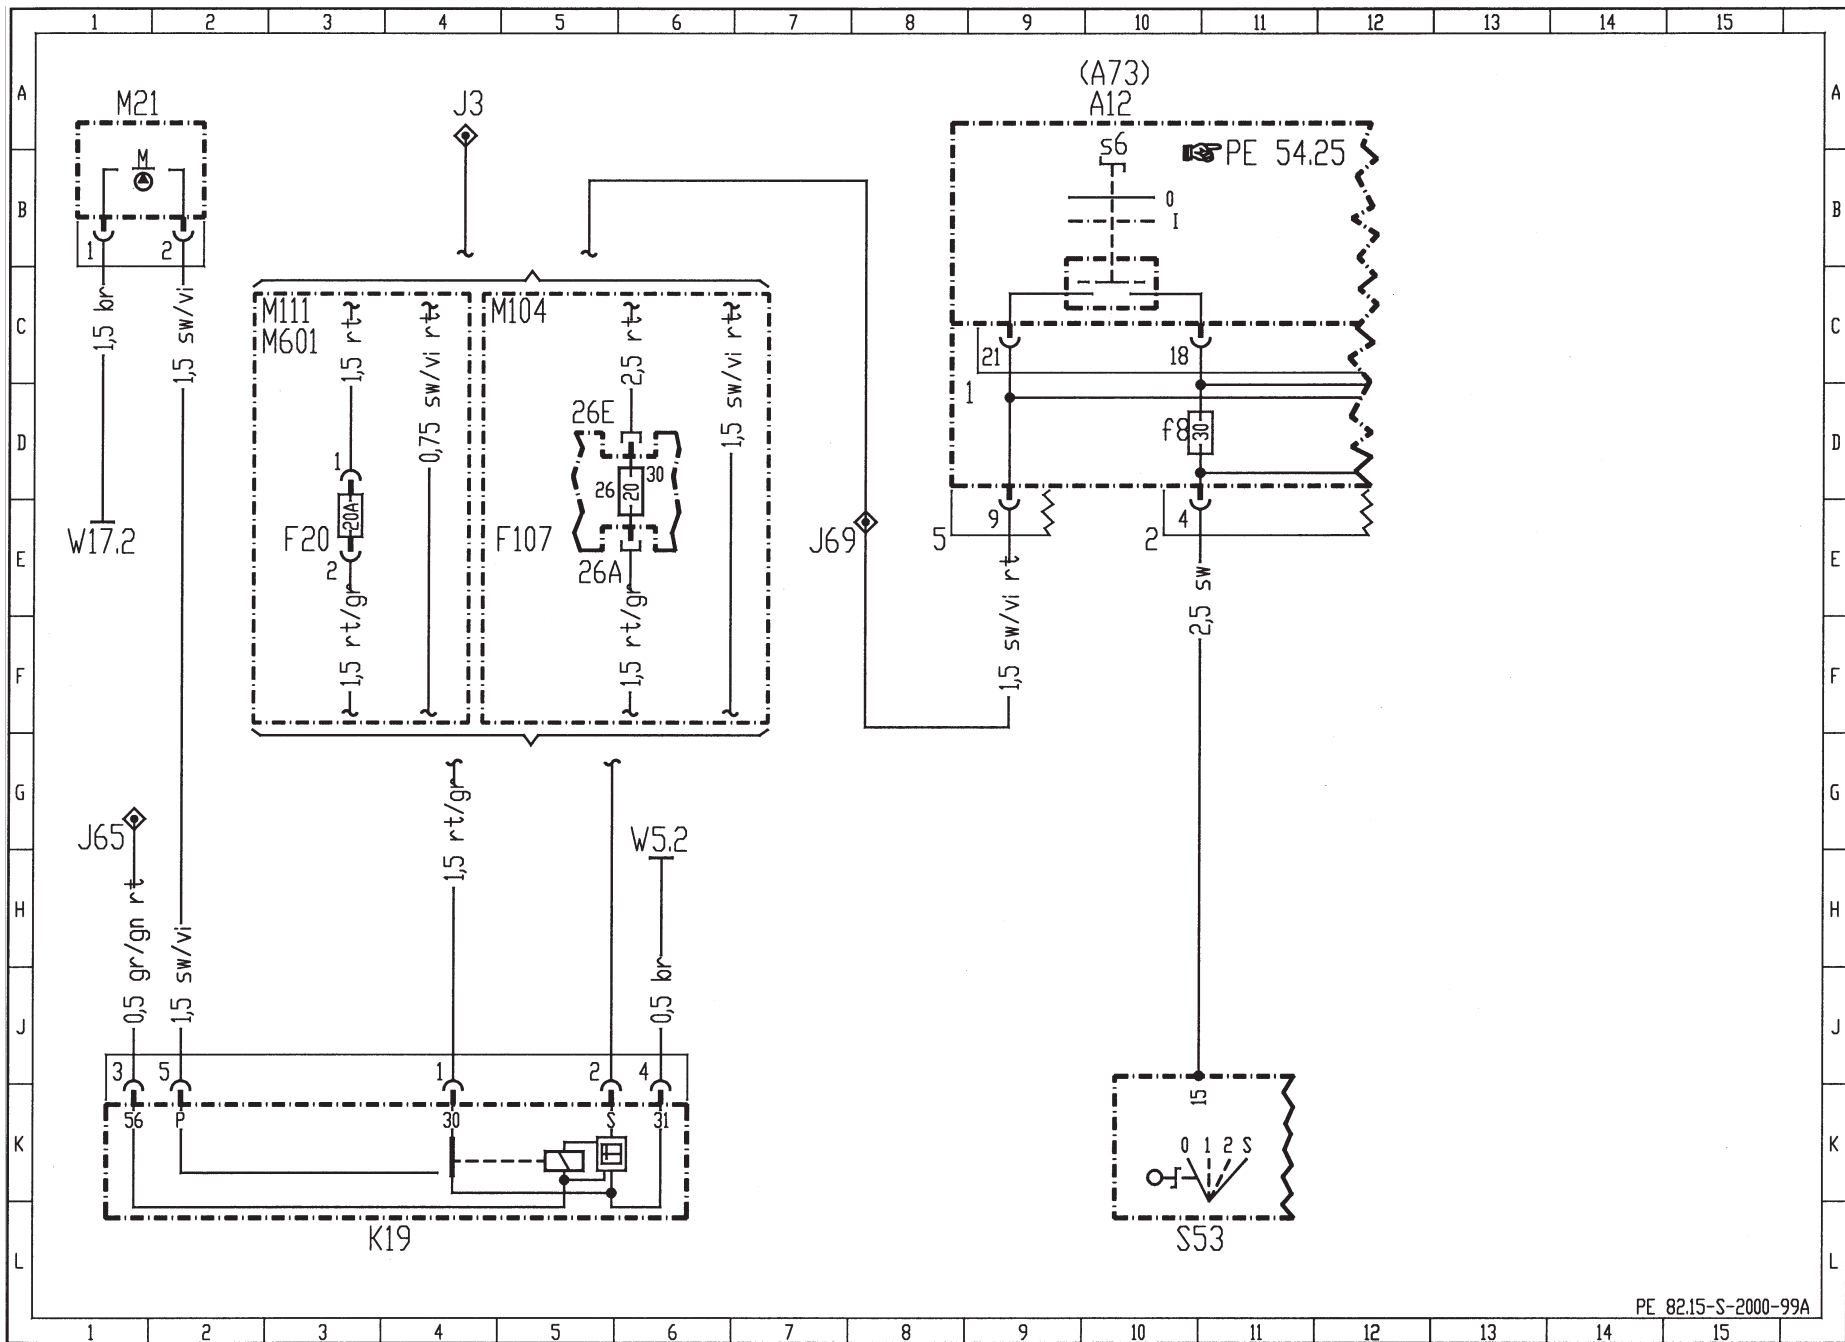 1 2 3 4 5 6 7 8 9 10 11 12 13 14 15
A A
M21
J3
(A73)
A12
M
s6
PE 54.25
B B
0
I
1 2
C C
1,5 br
1,5 sw/vi
M111
M601
1,5 rt
0,75 sw/vi rt
M104
2,5 rt
1,5 sw/vi rt
21 18
1
D D
26E
f8 30
1
26 20 30
20A
F20
F107
26A
2
W17.2
J69
5 9
2 4
E E
1,5 rt/gr
1,5 rt/gr
1,5 sw/vi rt
2,5 sw
F F
G G
J65
1,5 rt/gr
W5.2
H H
0,5 gr/gn rt
1,5 sw/vi
0,5 br
J J
3 5 1 2 4
56 P 30 S 31
15
K K
0 1 2 S
K19
S53
L L
PE 82.15-S-2000-99A
1 2 3 4 5 6 7 8 9 10 11 12 13 14 15